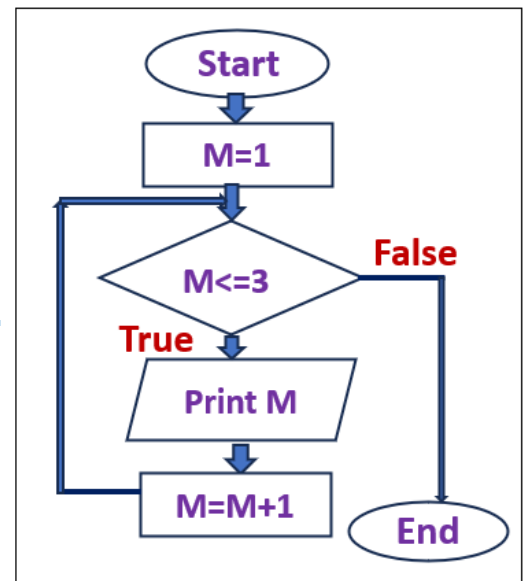 Start
M=1
M<=3
False
True
Print M
M=M+1
End